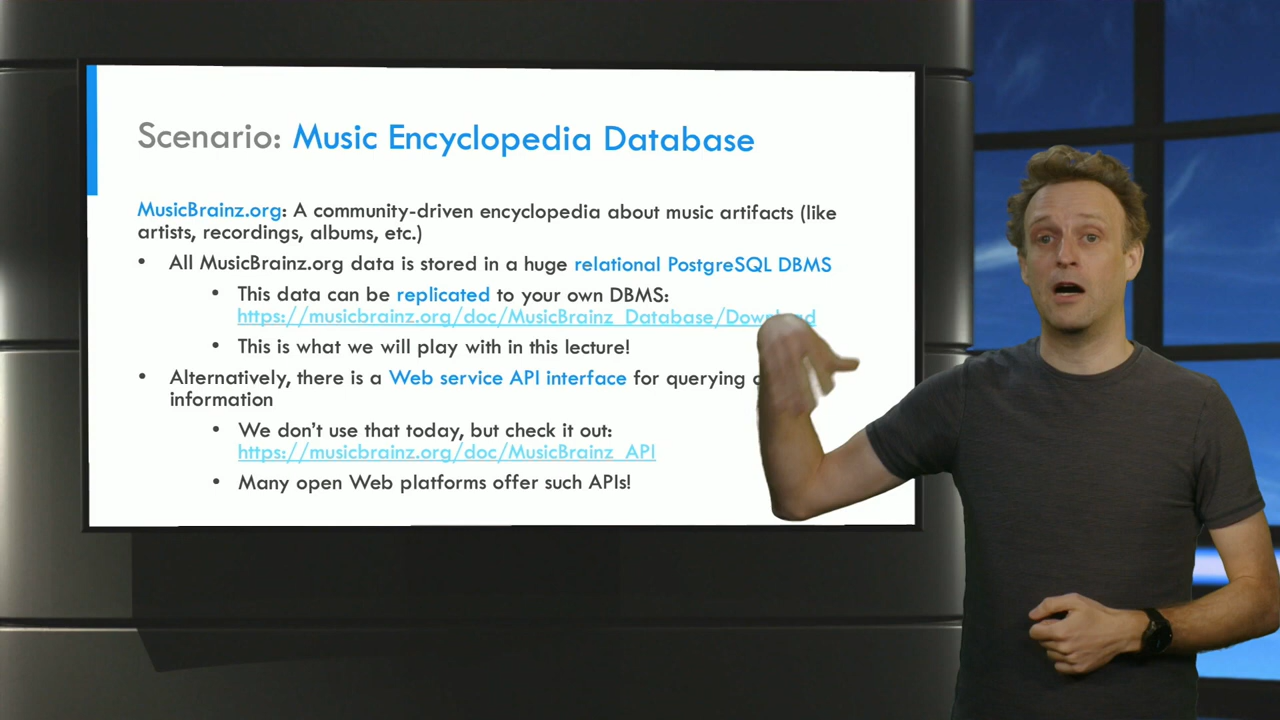 Scenario: Music Encyclopedia Database
MusicBrainz.org: A community-driven encyclopedia about music artifacts (like
artists, recordings, albums, etc.)
• All MusicBrainz.org data is stored in a huge relational PostgreSQL DBMS
• This data can be replicated to your own DBMS:
https://musicbrainz.org/doc/MusicBrainz_Database/Download
• This is what we will play with in this lecture!
• Alternatively, there is a Web service API interface for querying
information
• We don't use that today, but check it out:
https://musicbrainz.org/doc/MusicBrainz_API
• Many open Web platforms offer such APIs!